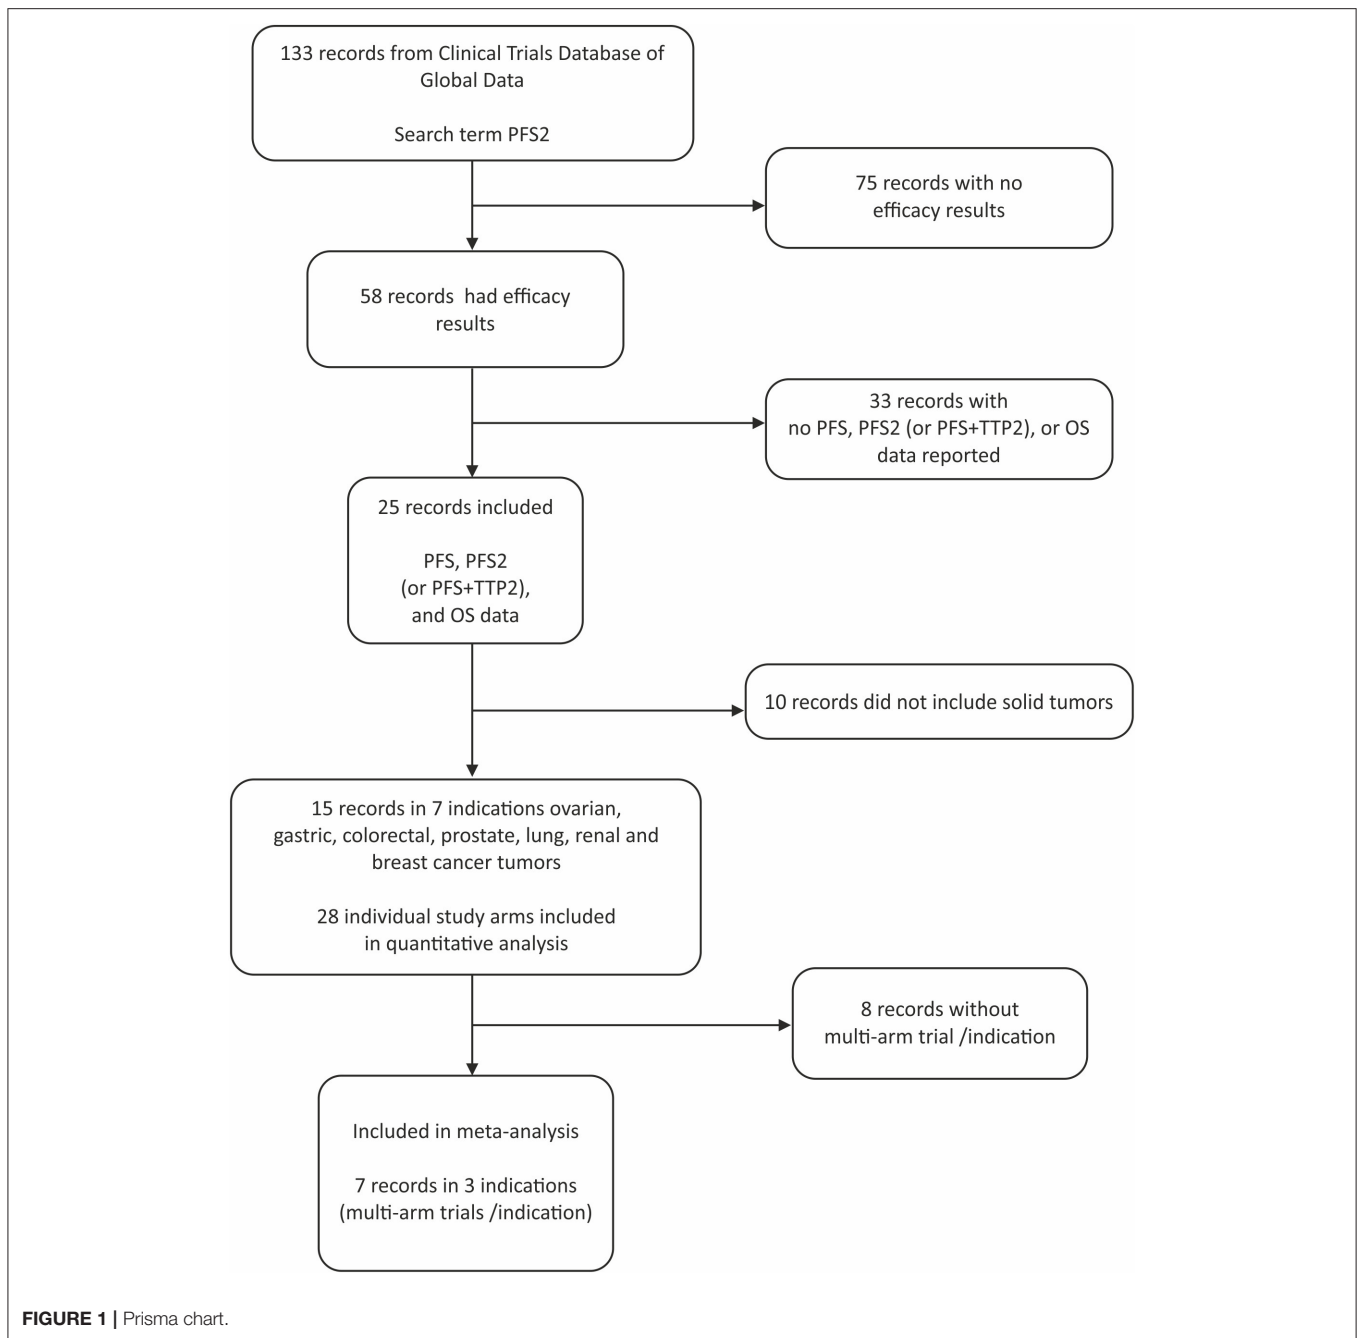 133 records from Clinical Trials Database of
Global Data
Search term PFS2
75 records with no
efficacy results
58 records had efficacy
results
33 records with
no PFS, PFS2 (or PFS+TTP2), or OS
data reported
25 records included
PFS, PFS2
(or PFS+TTP2),
and OS data
10 records did not include solid tumors
15 records in 7 indications ovarian,
gastric, colorectal, prostate, lung, renal and
breast cancer tumors
28 individual study arms included
in quantitative analysis
8 records without
multi-arm trial /indication
Included in meta-analysis
7 records in 3 indications
(multi-arm trials /indication)
FIGURE 1 | Prisma chart.